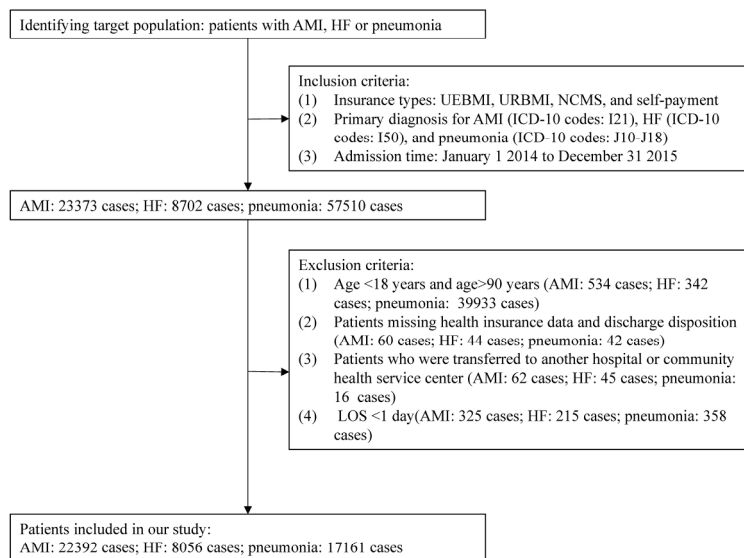 Identifying target population: patients with AMI, HF or pneumonia
Inclusion criteria:
(1) Insurance types: UEBMI, URBMI, NCMS, and self-payment
(2) Primary diagnosis for AMI (ICD-10 codes: I21), HF (ICD-10
codes: I50), and pneumonia (ICD-10 codes: J10-J18)
(3) Admission time: January 1 2014 to December 31 2015
AMI: 23373 cases; HF: 8702 cases; pneumonia: 57510 cases
Exclusion criteria:
(1) Age <18 years and age>90 years (AMI: 534 cases; HF: 342
cases; pneumonia: 39933 cases)
(2) Patients missing health insurance data and discharge disposition
(AMI: 60 cases; HF: 44 cases; pneumonia: 42 cases)
(3) Patients who were transferred to another hospital or community
health service center (AMI: 62 cases; HF: 45 cases; pneumonia:
16 cases)
(4) LOS <1 day(AMI: 325 cases; HF: 215 cases; pneumonia: 358
cases)
Patients included in our study:
AMI: 22392 cases; HF: 8056 cases; pneumonia: 17161 cases